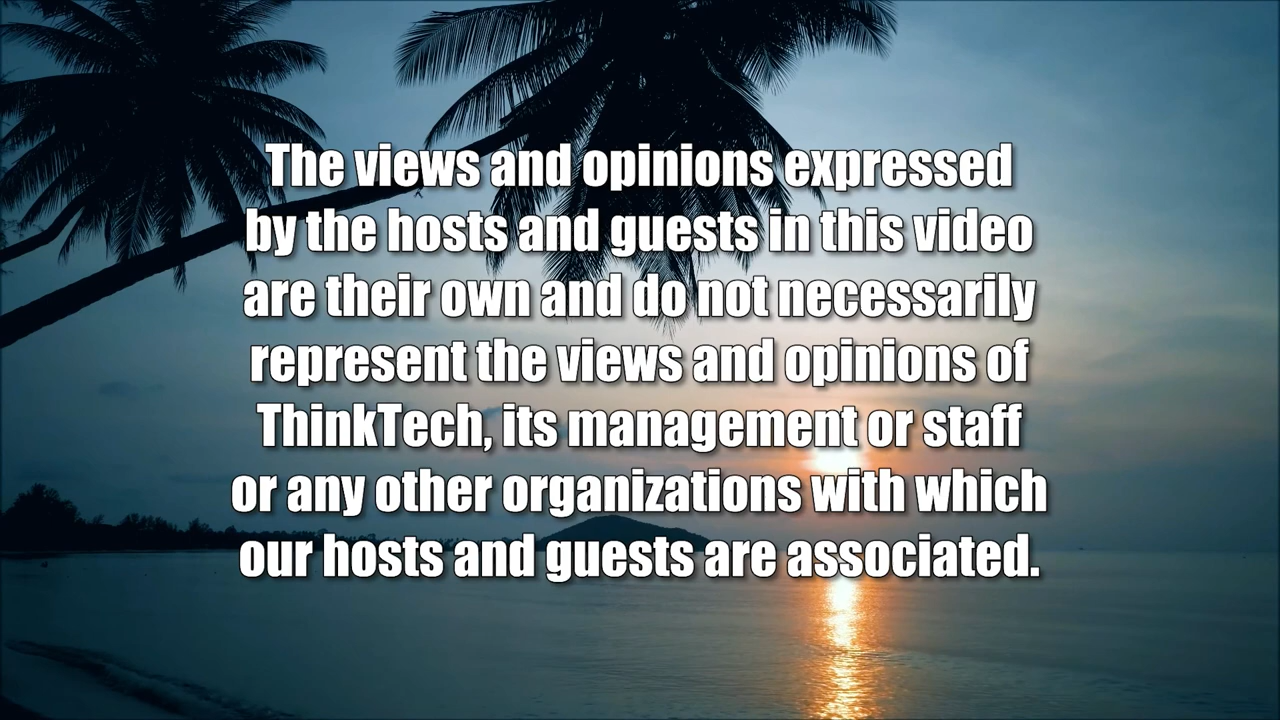 The views and opinions expressed
by the hosts and guests in this video
are their own and do not necessarily
represent the views and opinions of
ThinkTech, its management or staff
or any other organizations with which
our hosts and guests are associated.